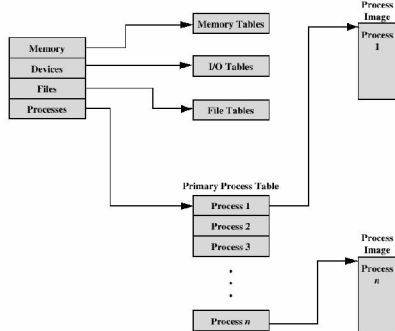 Memory
Devices
Files
Processes
Memory Tables
I/O Tables
File Tables
Primary Process Table
Process 1
Process 2
Process 3
Process n
Process
Image
Process
1
Process
Image
Process
n